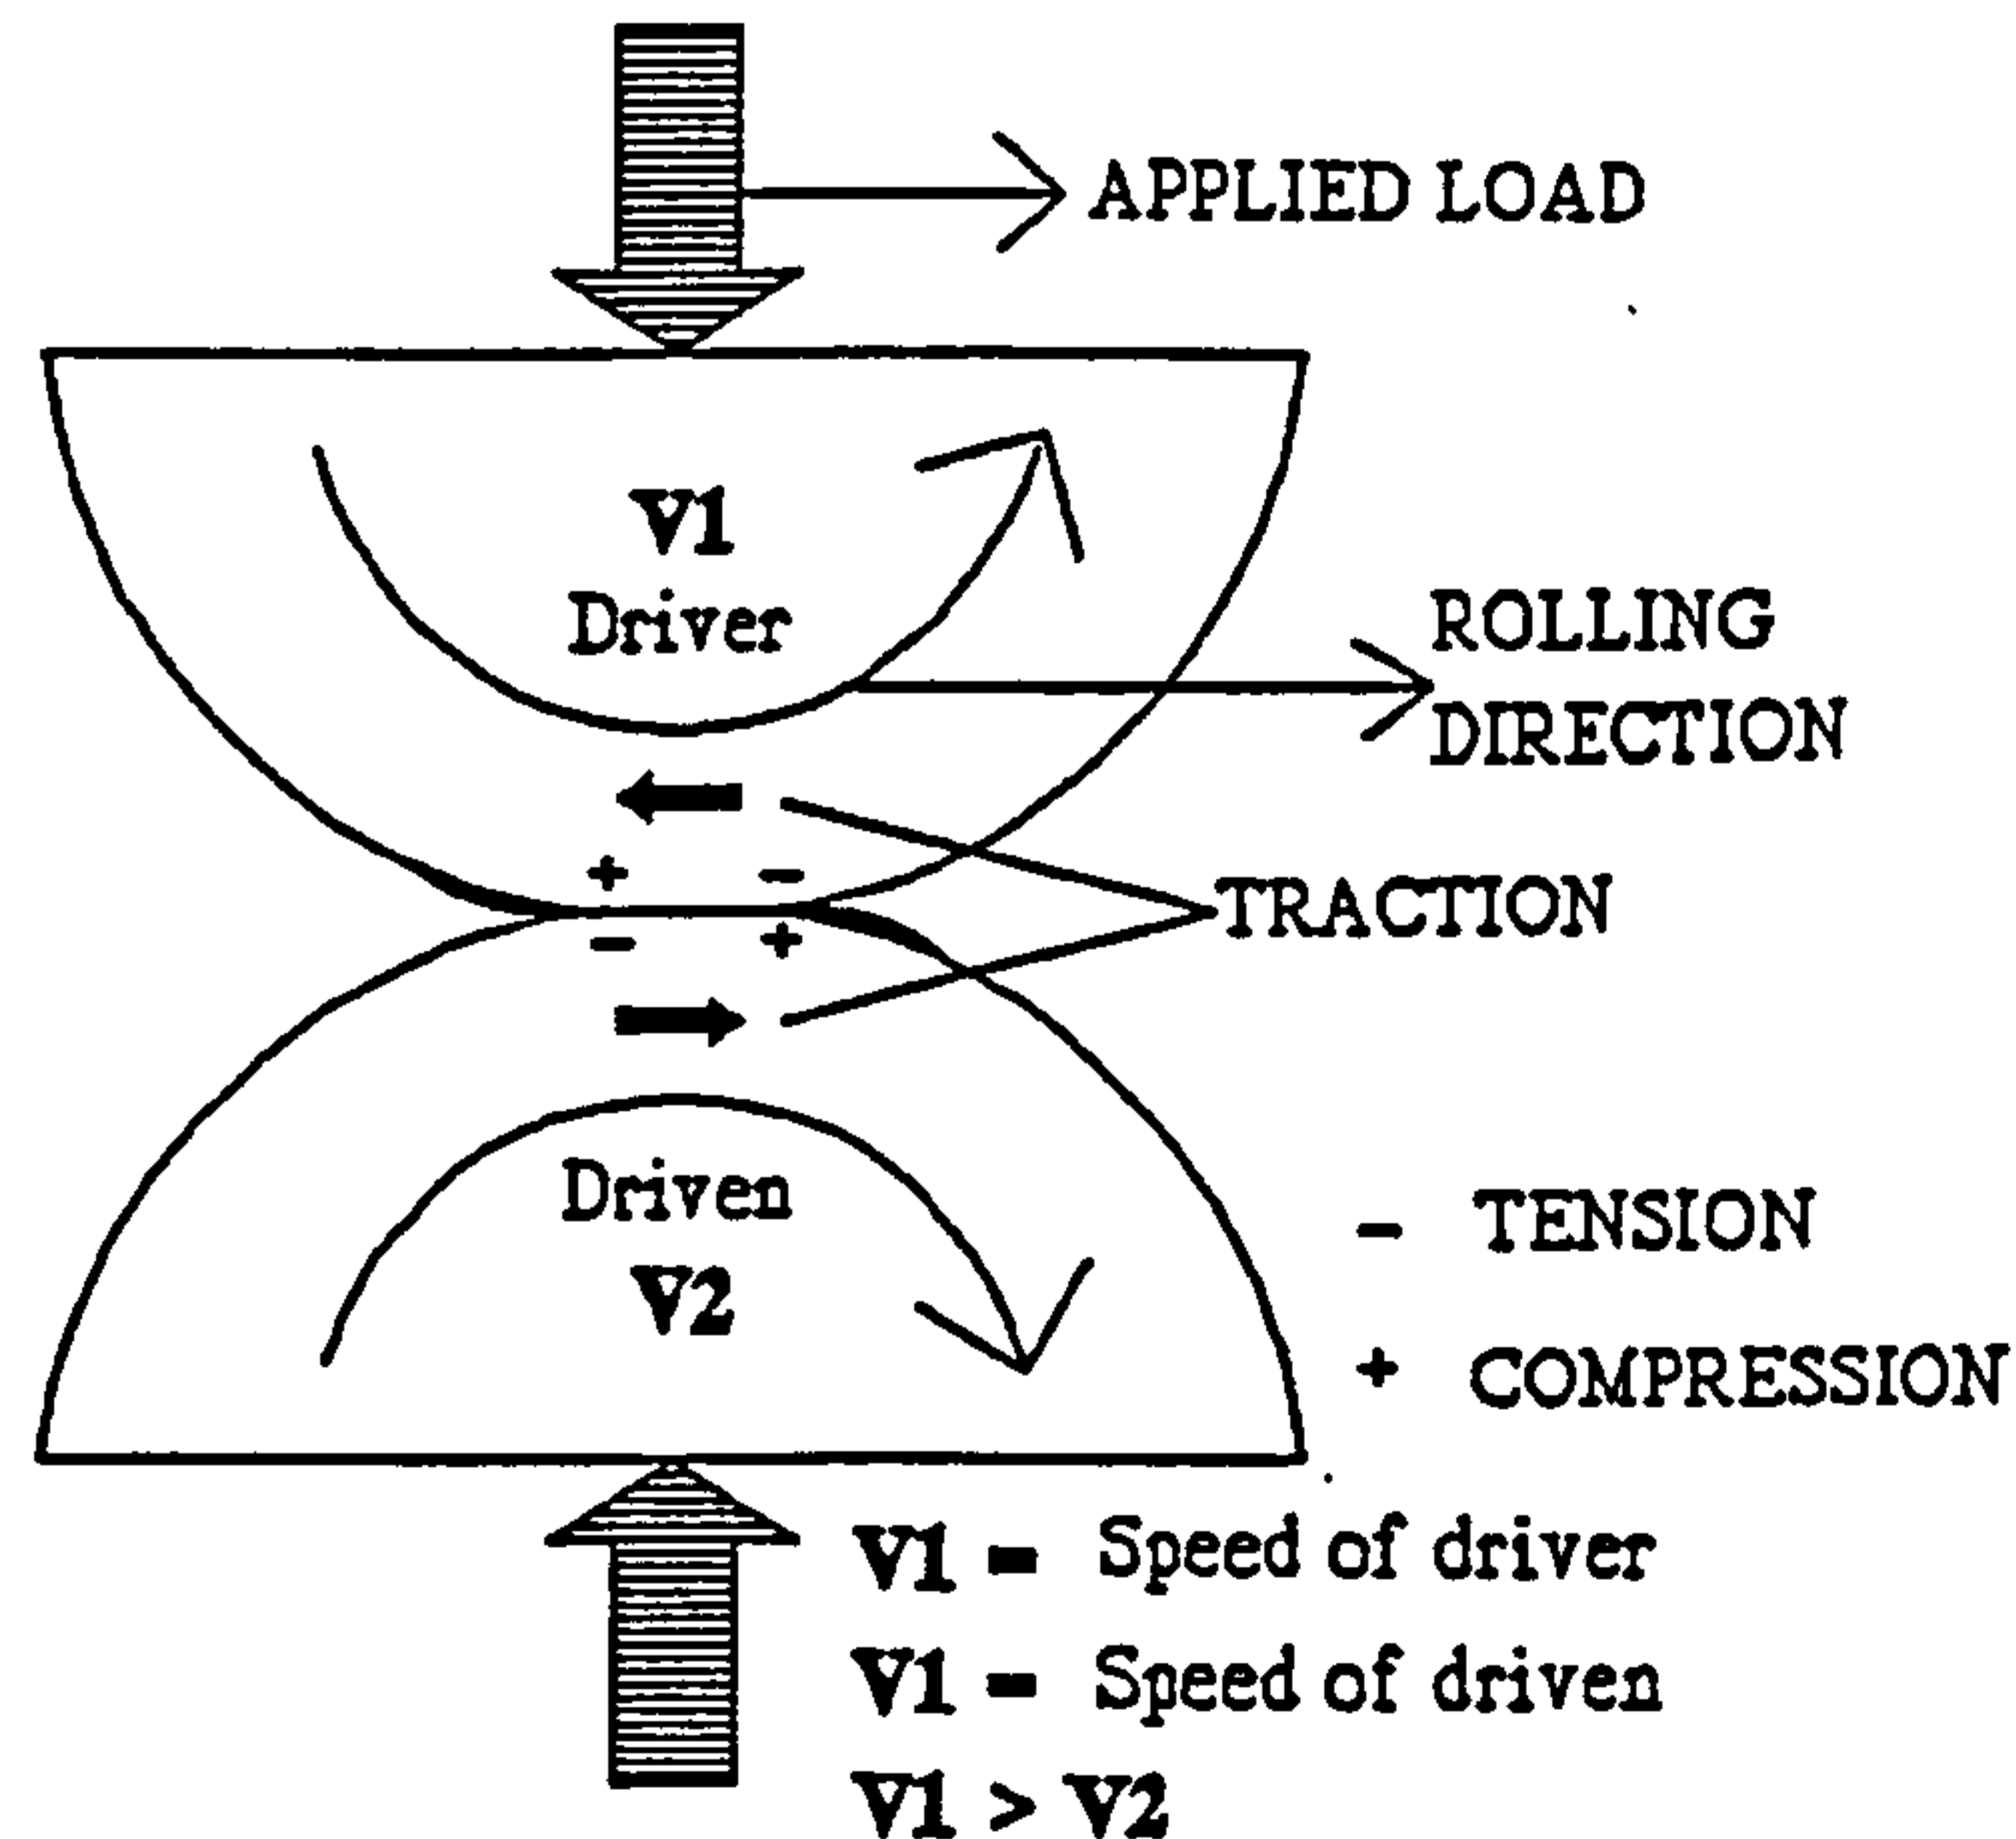 APPLIED LOAD
V1
Driver
ROLLING
DIRECTION
+ -
TRACTION
- +
Driven
V2
- TENSION
+ COMPRESSION
V1 - Speed of driver
V1 - Speed of driven
V1 > V2